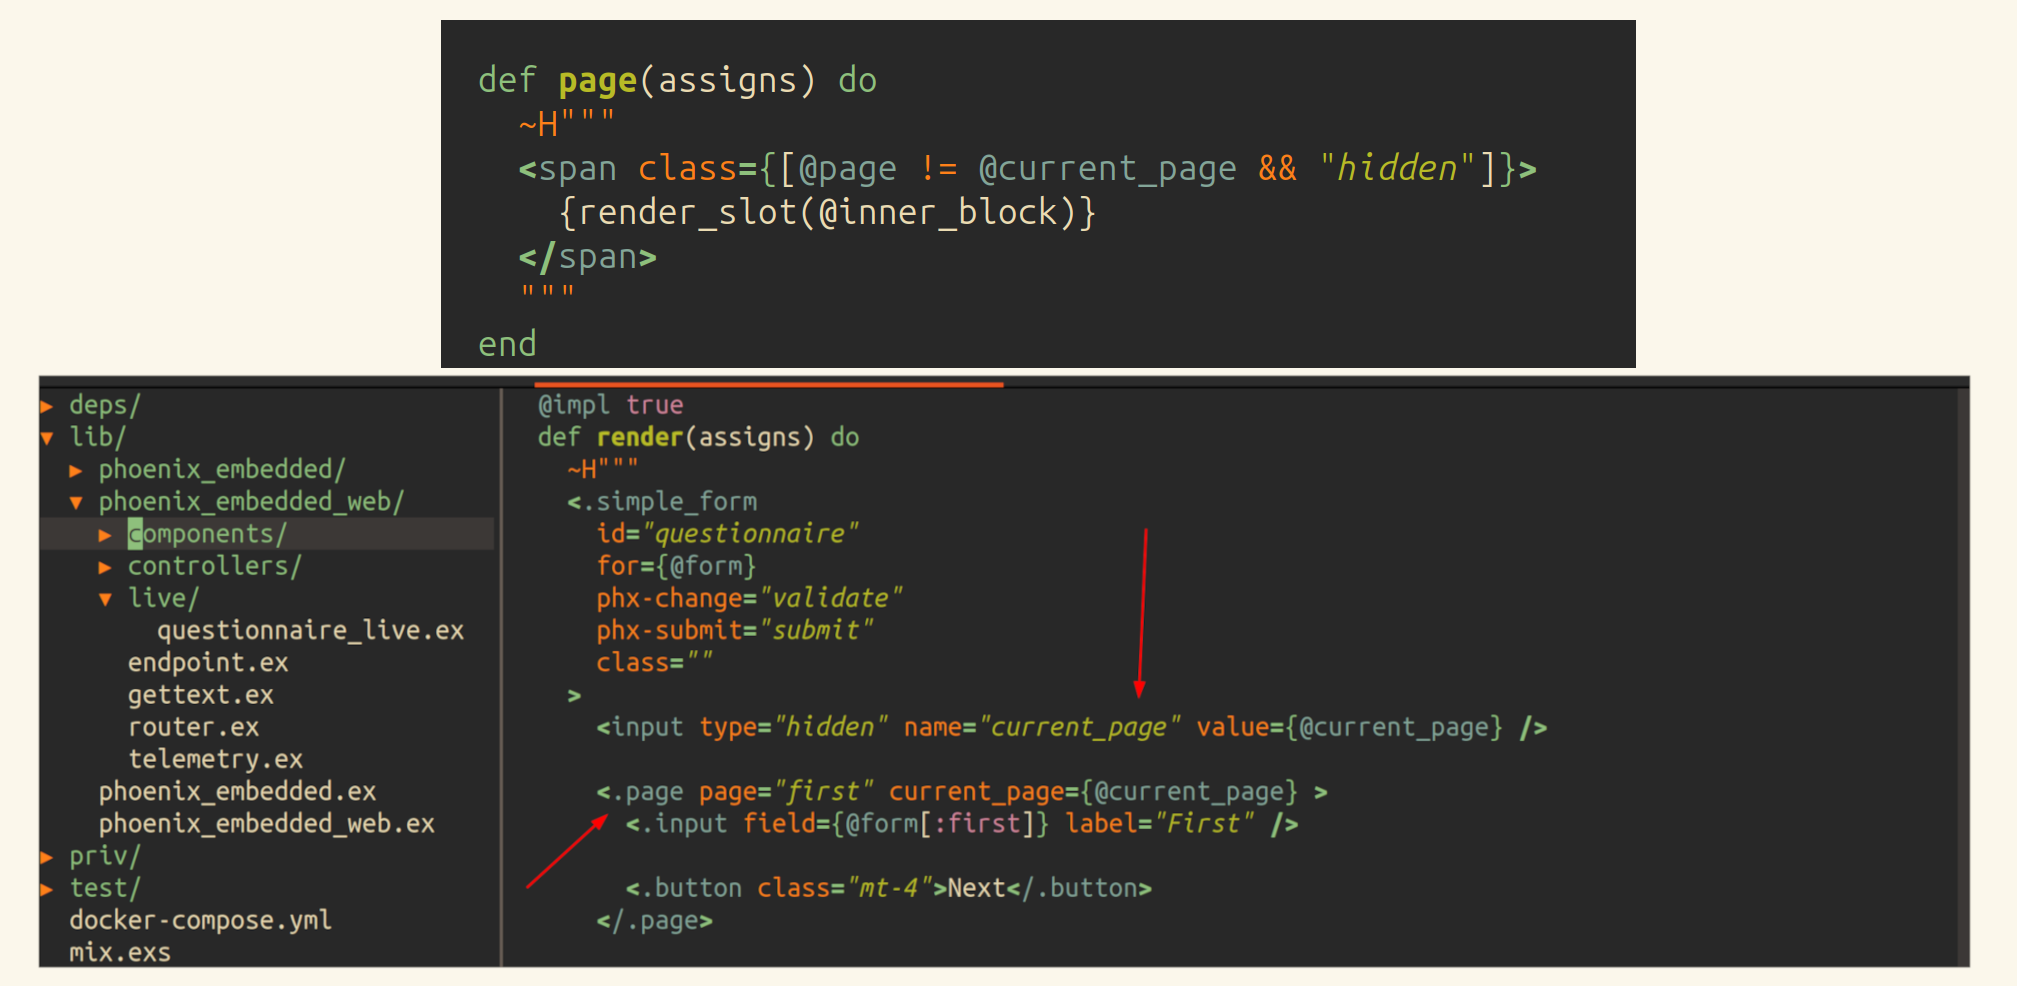 def page(assigns) do
~H"""
<span class={[@page != @current_page && "hidden"]}>
{render_slot(@inner_block)}
</span>
"""
end
deps/
lib/
phoenix_embedded/
phoenix_embedded_web/
components/
controllers/
live/
questionnaire_live.ex
endpoint.ex
gettext.ex
router.ex
telemetry.ex
phoenix_embedded.ex
phoenix_embedded_web.ex
priv/
test/
docker-compose.yml
mix.exs
@impl true
def render(assigns) do
~H"""
<.simple_form
id="questionnaire"
for={@form}
phx-change="validate"
phx-submit="submit"
class=""
>
<input type="hidden" name="current_page" value={@current_page} />
<.page page="first" current_page={@current_page} >
<.input field={@form[:first]} label="First" />
<.button class="mt-4">Next</.button>
</.page>